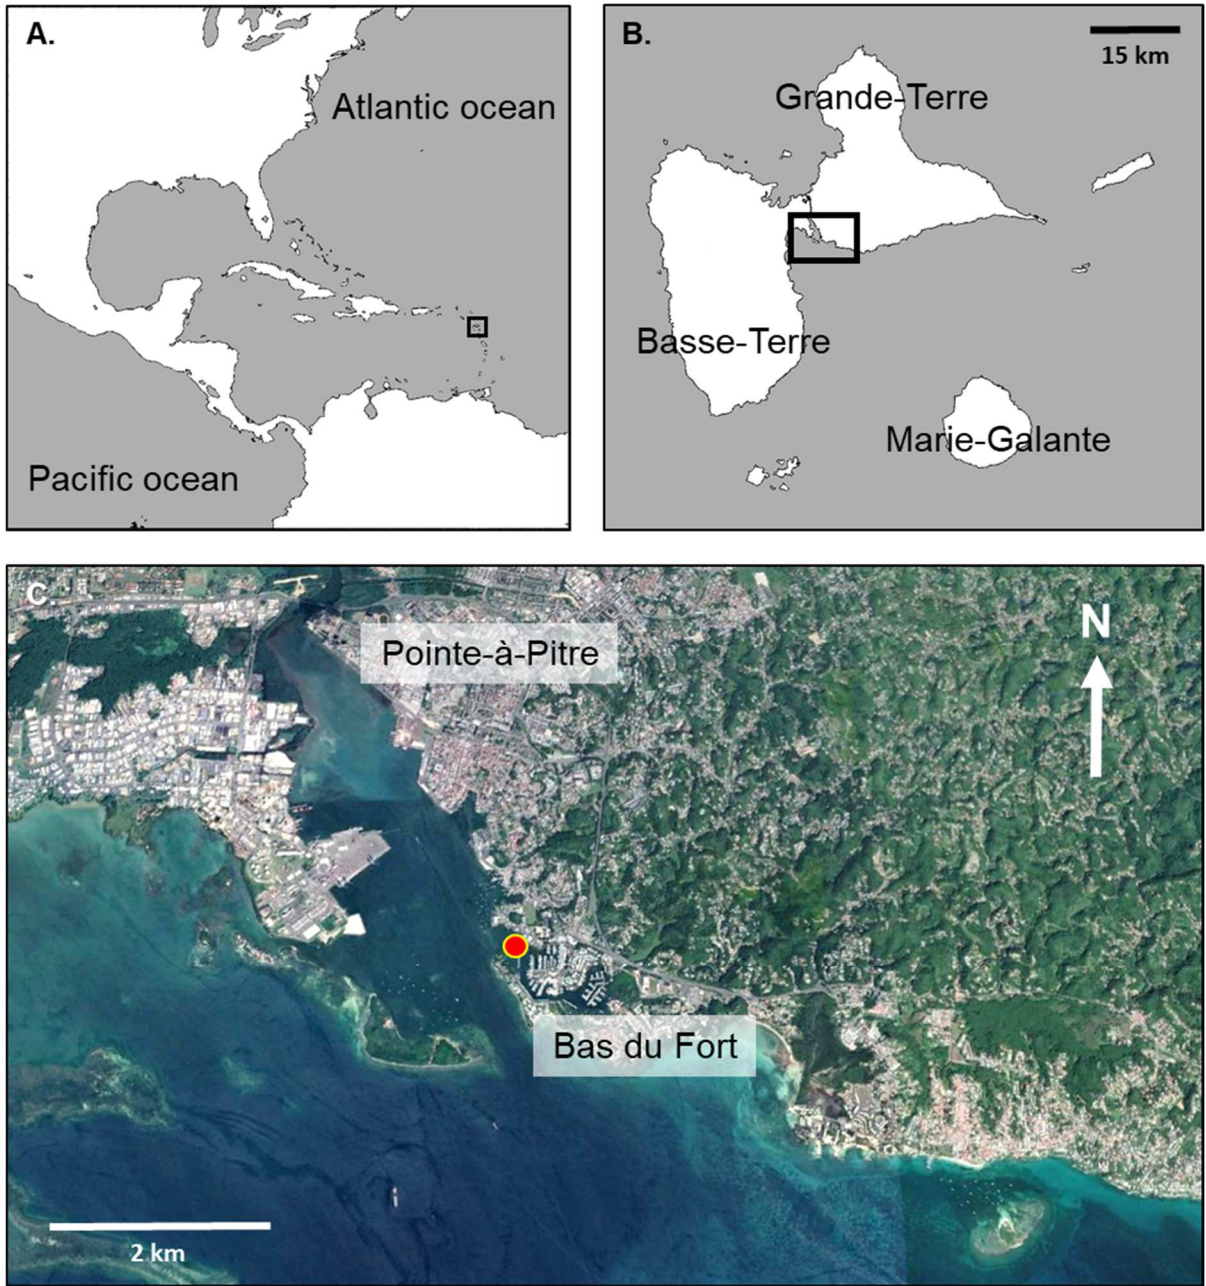 A.
Atlantic ocean
Pacific ocean
B.
15 km
Grande-Terre
Basse-Terre
Marie-Galante
C
Pointe-à-Pitre
N
Bas du Fort
2 km